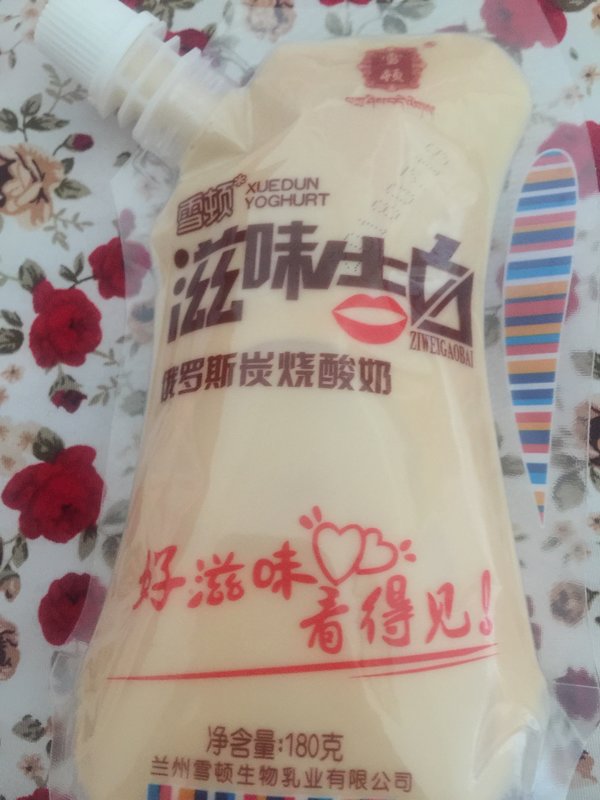 雪顿
雪顿
XUEDUN
YOGHURT
滋味告白
ZIWEIGAOBAI
俄罗斯炭烧酸奶
好滋味
看得见!
净含量:180克
兰州雪顿生物乳业有限公司